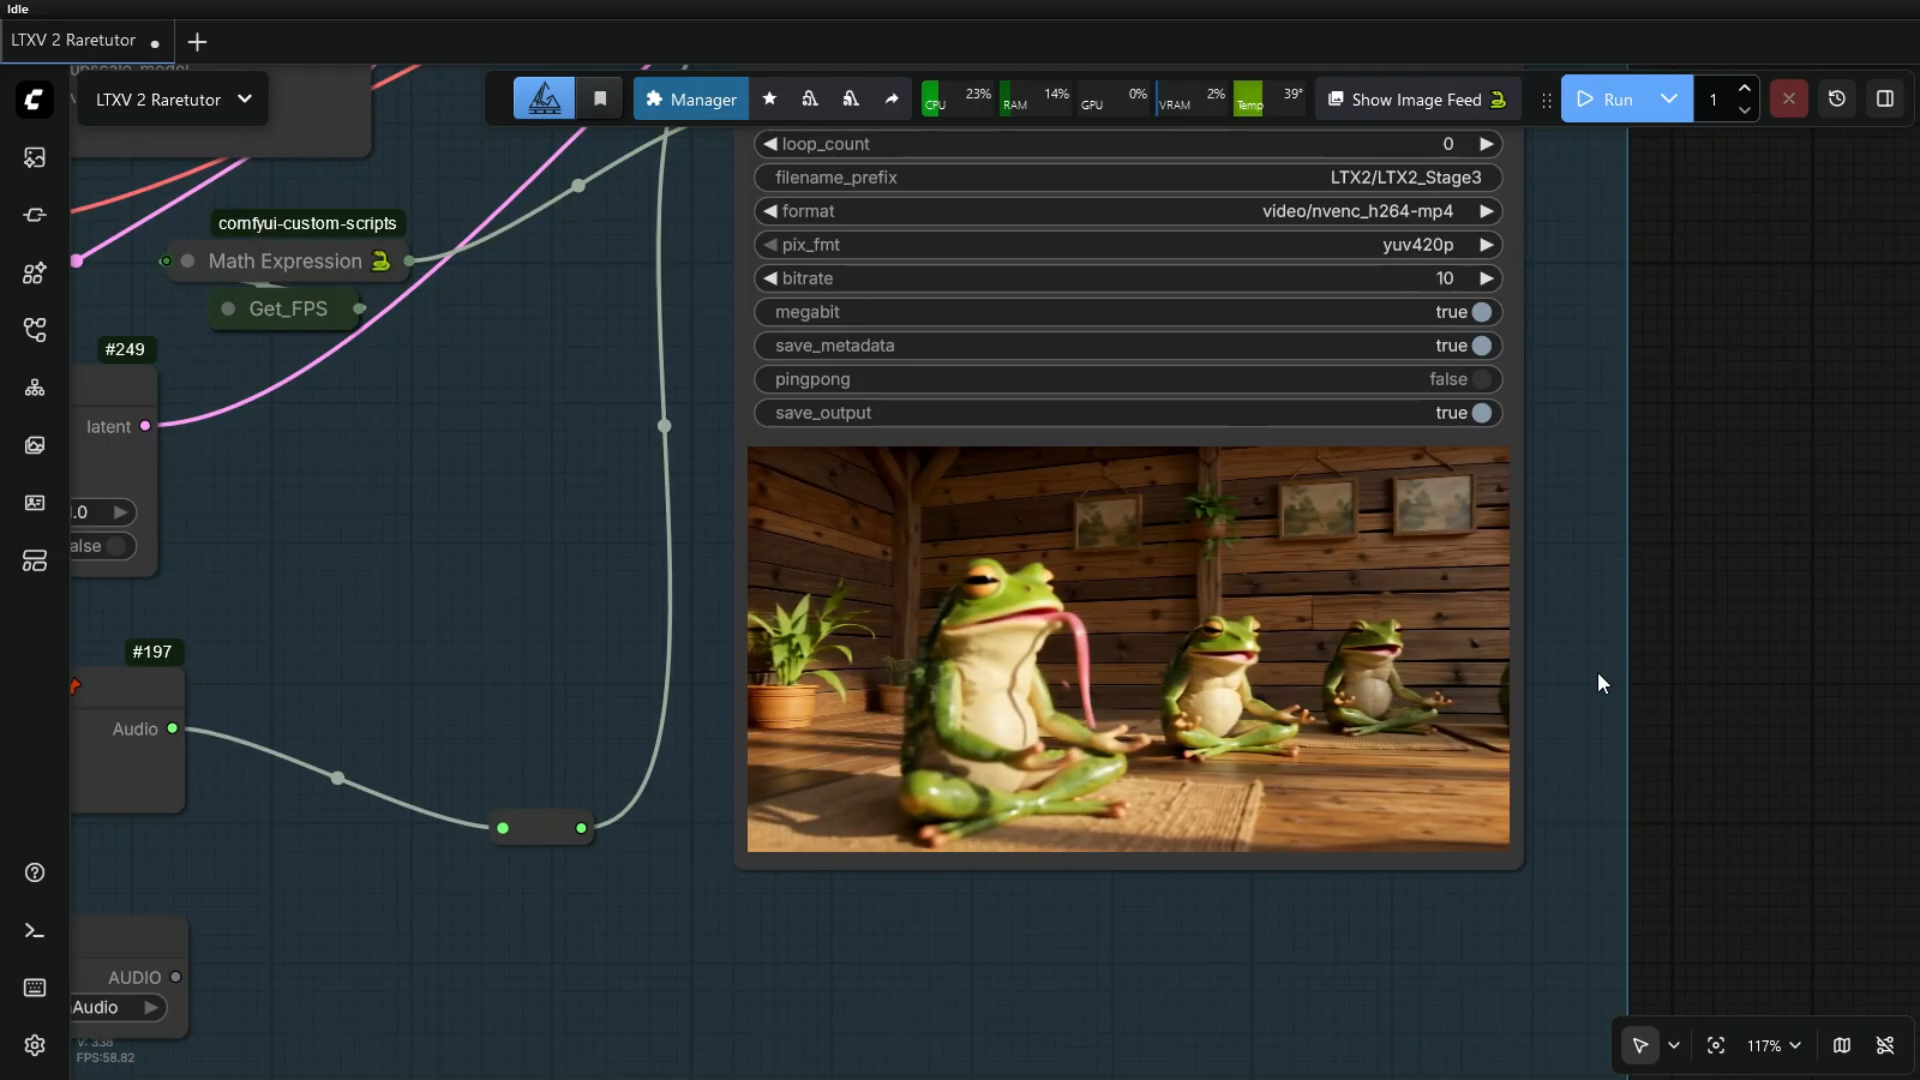 Idle
LTXV 2 Raretutor
upscale_model
LTXV 2 Raretutor
Manager
CPU 23%
RAM 14%
GPU 0%
VRAM 2%
Temp 39°
Show Image Feed
Run
1
loop_count 0
filename_prefix LTX2/LTX2_Stage3
format video/nvenc_h264-mp4
pix_fmt yuv420p
bitrate 10
megabit true
save_metadata true
pingpong false
save_output true
comfyui-custom-scripts
Math Expression
Get_FPS
#249
latent
.0
alse
#197
Audio
AUDIO
Audio
V: 338
FPS:58.82
117%